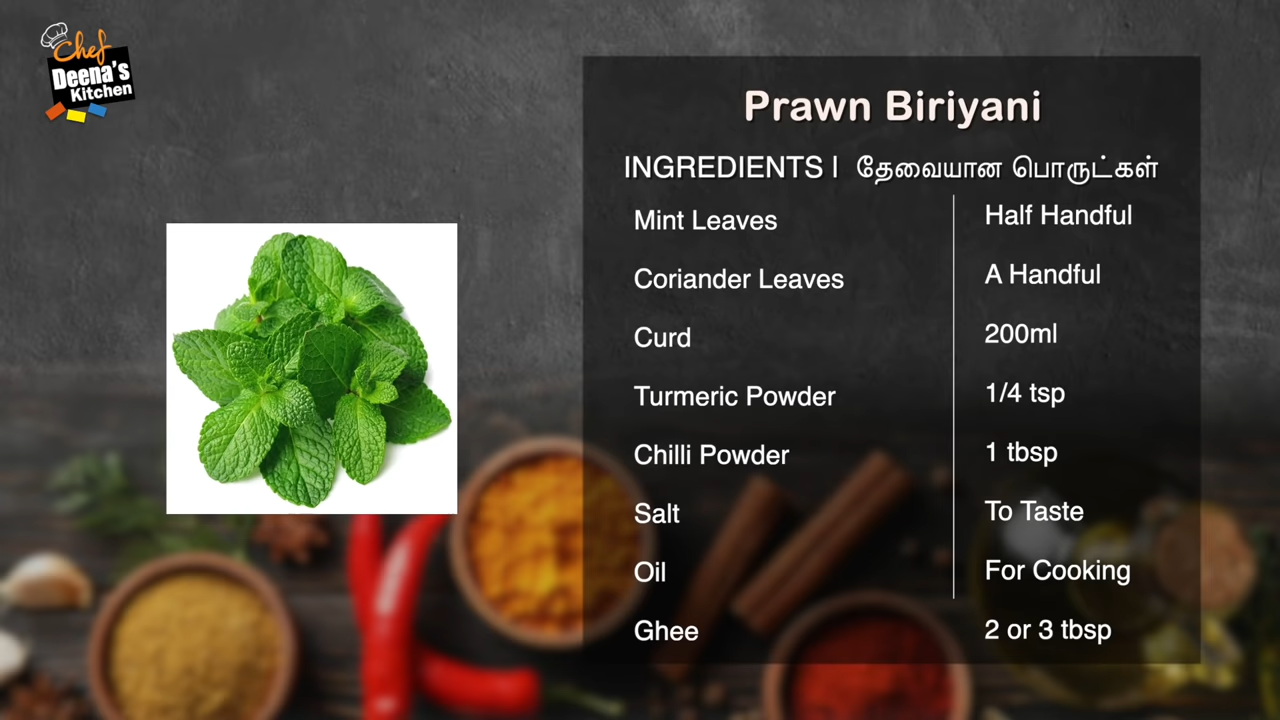 Chef
Deena's
Kitchen
Prawn Biriyani
INGREDIENTS | தேவையான பொருட்கள்
Mint Leaves Half Handful
Coriander Leaves A Handful
Curd 200ml
Turmeric Powder 1/4 tsp
Chilli Powder 1 tbsp
Salt To Taste
Oil For Cooking
Ghee 2 or 3 tbsp